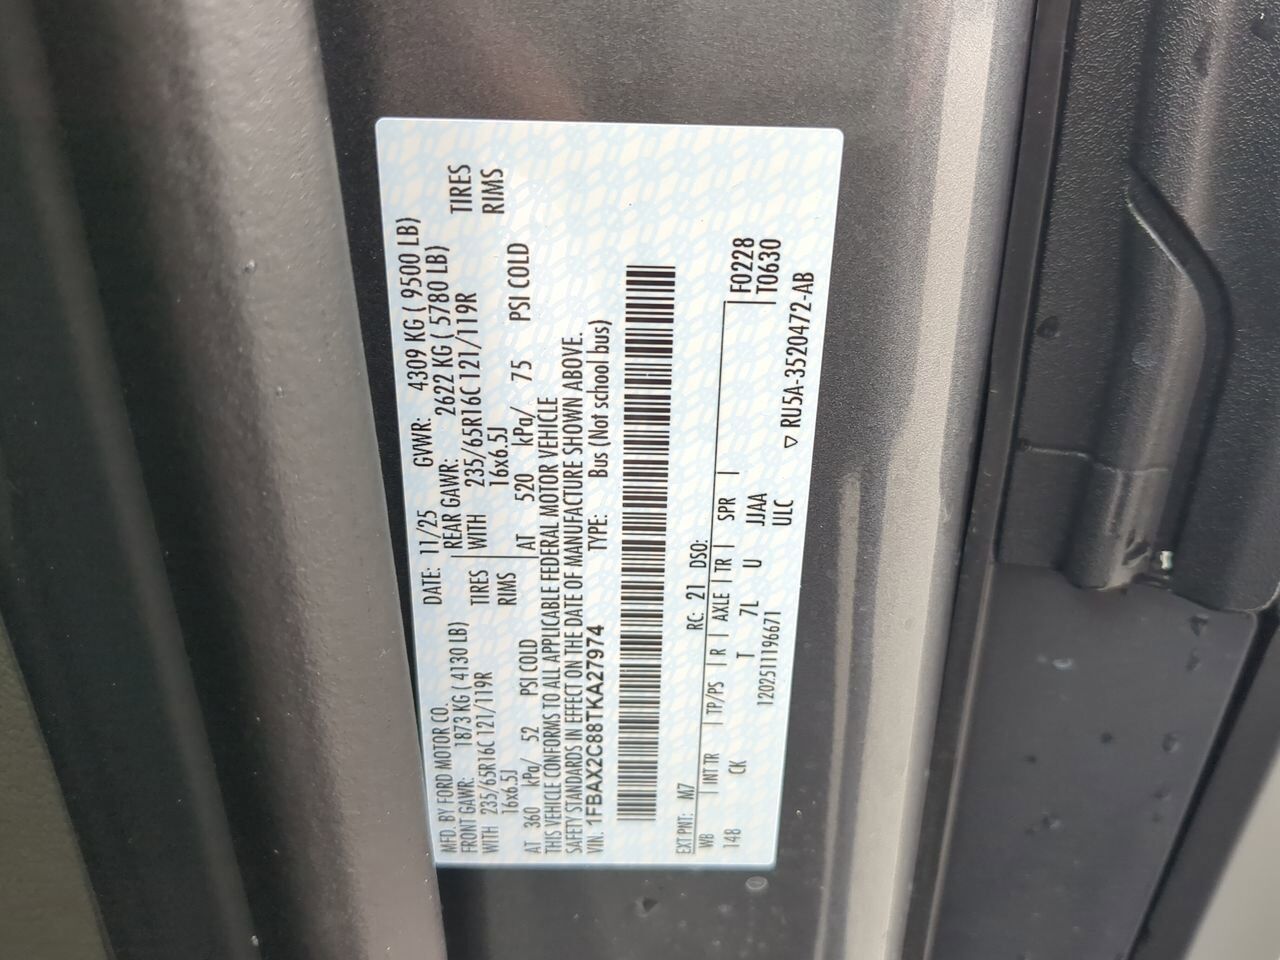 MFD. BY FORD MOTOR CO. DATE: 11/25 GVWR: 4309 KG ( 9500 LB)
FRONT GAWR: 1873 KG ( 4130 LB) REAR GAWR: 2622 KG ( 5780 LB)
WITH 235/65R16C 121/119R TIRES WITH 235/65R16C 121/119R TIRES
16x6.5J RIMS 16x6.5J RIMS
AT 360 kPa/ 52 PSI COLD AT 520 kPa/ 75 PSI COLD
THIS VEHICLE CONFORMS TO ALL APPLICABLE FEDERAL MOTOR VEHICLE
SAFETY STANDARDS IN EFFECT ON THE DATE OF MANUFACTURE SHOWN ABOVE.
VIN: 1FBAX2C88TKA27974 TYPE: Bus (Not school bus)
EXT PNT: M7 RC: 21 DSO: F0228
WB INT TR TP/PS R AXLE TR SPR T0630
148 CK T 7L U JJAA
120251119667​1 ULC ▽ RU5A-3520472-AB